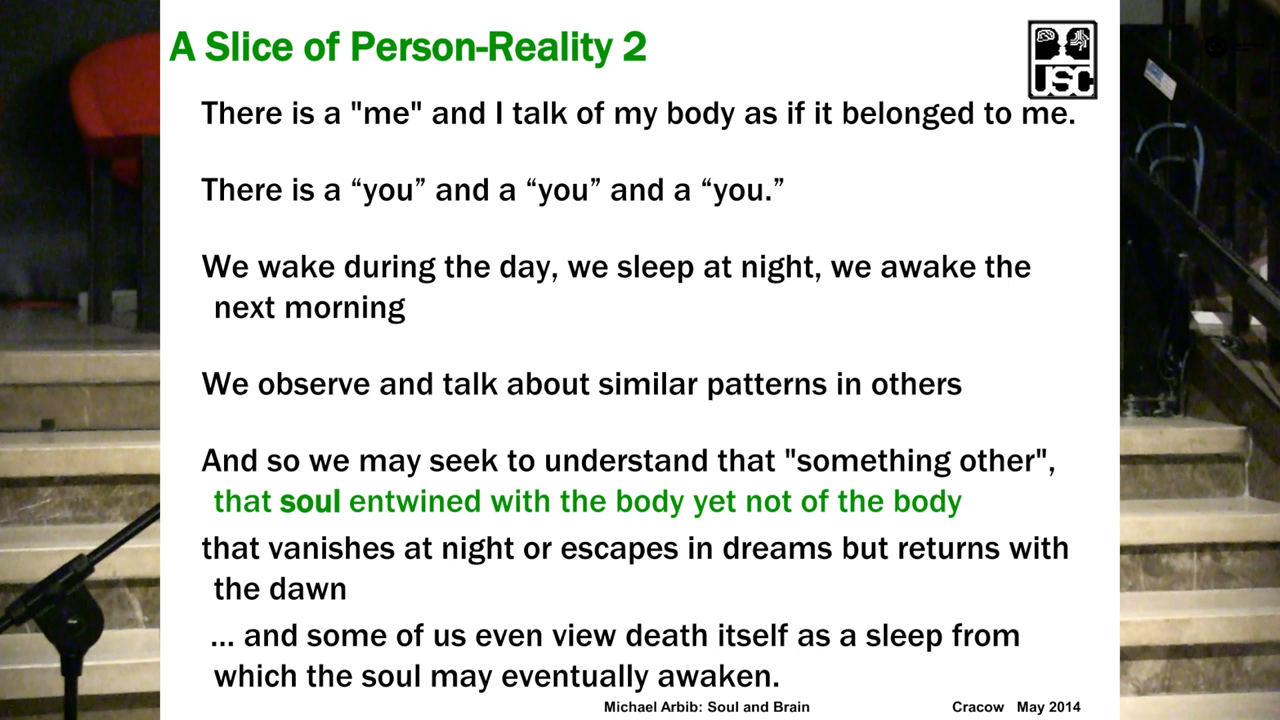 A Slice of Person-Reality 2
USC
There is a "me" and I talk of my body as if it belonged to me.
There is a “you” and a “you” and a “you.”
We wake during the day, we sleep at night, we awake the
next morning
We observe and talk about similar patterns in others
And so we may seek to understand that "something other",
that soul entwined with the body yet not of the body
that vanishes at night or escapes in dreams but returns with
the dawn
... and some of us even view death itself as a sleep from
which the soul may eventually awaken.
Michael Arbib: Soul and Brain Cracow May 2014